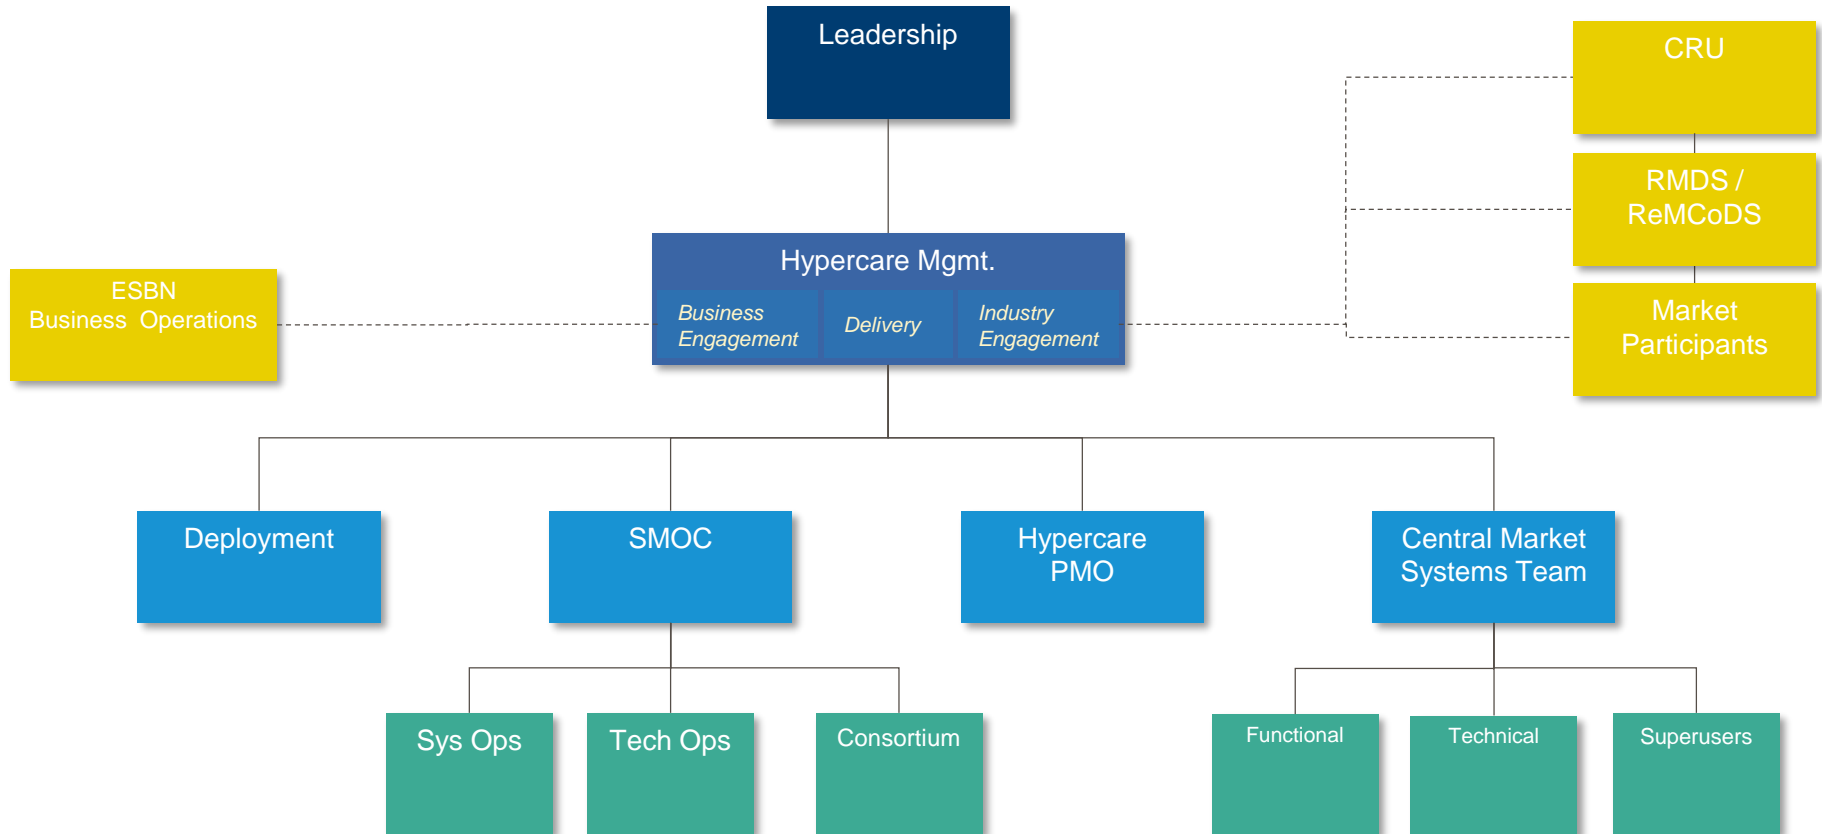 Leadership
CRU
RMDS /
ReMCoDS
Market
Participants
Hypercare Mgmt.
Business
Engagement
Delivery
Industry
Engagement
ESBN
Business  Operations
Deployment
SMOC
Hypercare
PMO
Central Market
Systems Team
Sys Ops
Tech Ops
Consortium
Functional
Technical
Superusers